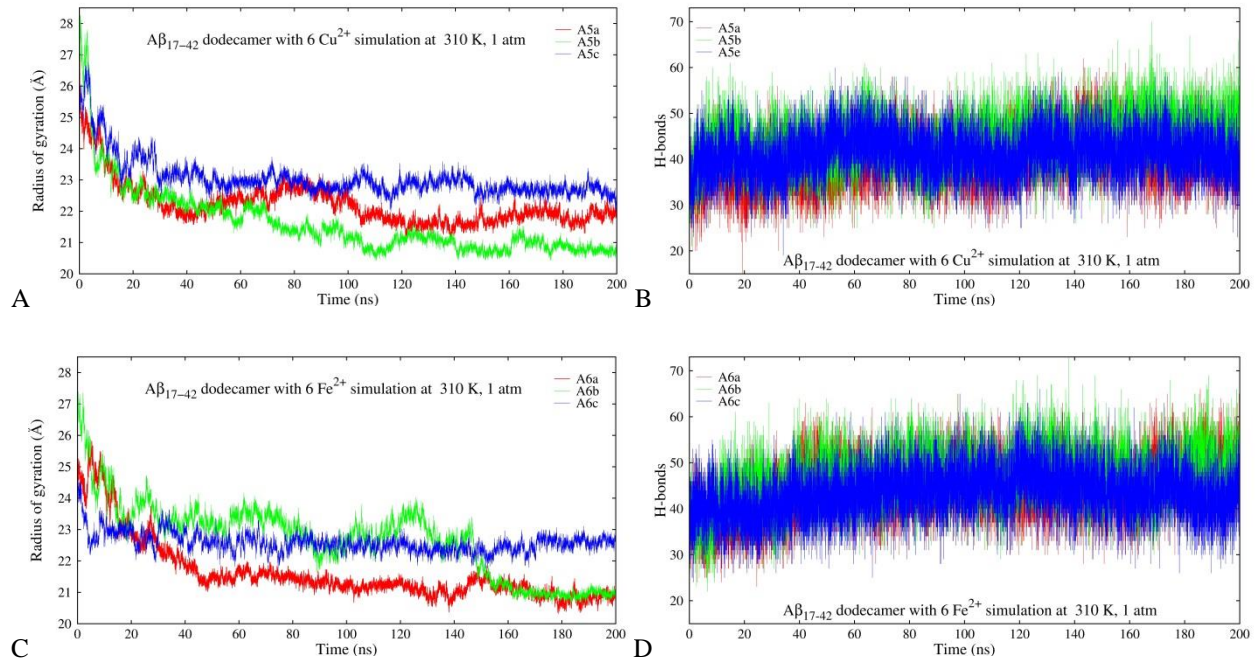 28
27
26
25
24
23
22
21
20
Radius of gyration (Å)
Aβ17−42 dodecamer with 6 Cu2+ simulation at 310 K, 1 atm
A5a
A5b
A5c
0 20 40 60 80 100 120 140 160 180 200
Time (ns)
A
70
60
50
40
30
20
H-bonds
A5a
A5b
A5e
Aβ17−42 dodecamer with 6 Cu2+ simulation at 310 K, 1 atm
0 20 40 60 80 100 120 140 160 180 200
Time (ns)
B
28
27
26
25
24
23
22
21
20
Radius of gyration (Å)
Aβ17−42 dodecamer with 6 Fe2+ simulation at 310 K, 1 atm
A6a
A6b
A6c
0 20 40 60 80 100 120 140 160 180 200
Time (ns)
C
70
60
50
40
30
20
H-bonds
A6a
A6b
A6c
Aβ17−42 dodecamer with 6 Fe2+ simulation at 310 K, 1 atm
0 20 40 60 80 100 120 140 160 180 200
Time (ns)
D